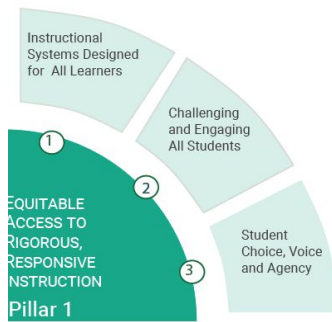 Instructional
Systems Designed
for All Learners
Challenging
and Engaging
All Students
Student
Choice, Voice
and Agency
1
2
3
EQUITABLE
ACCESS TO
RIGOROUS,
RESPONSIVE
INSTRUCTION
Pillar 1